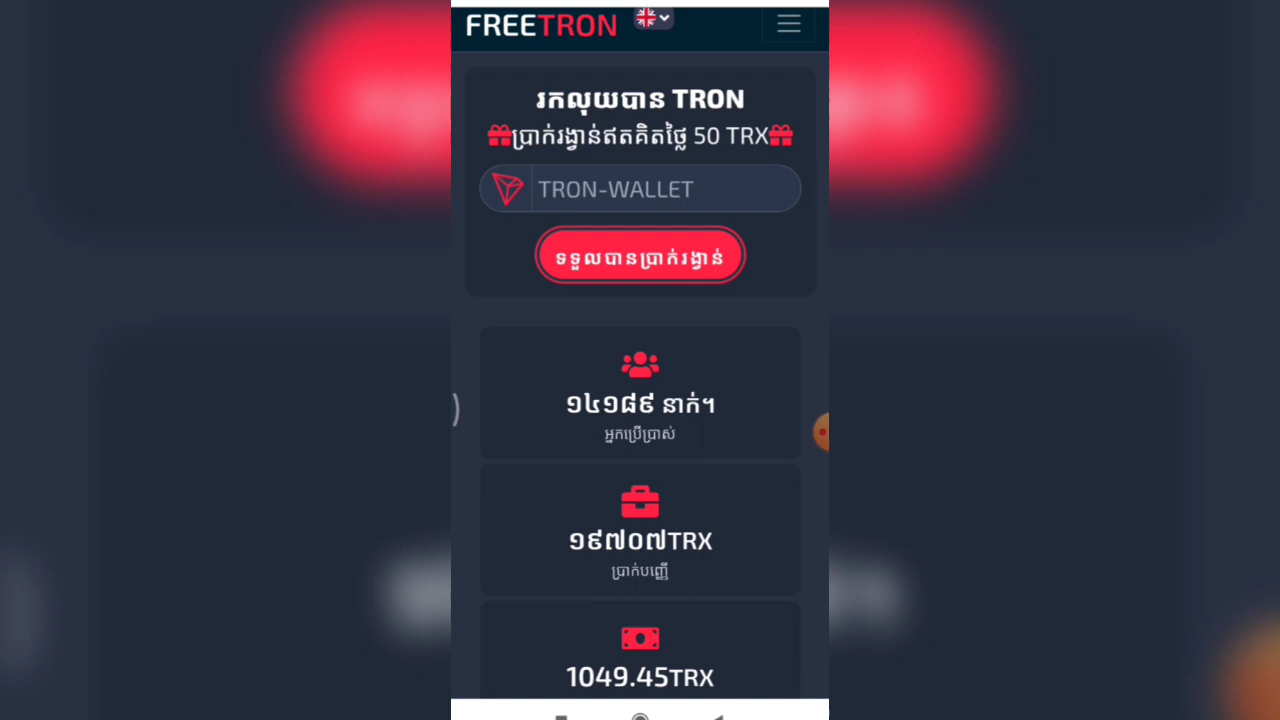 FREETRON
រកលុយបាន TRON
ប្រាក់រង្វាន់ឥតគិតថ្លៃ 50 TRX
TRON-WALLET
ទទួលបានប្រាក់រង្វាន់
១៤១៨៩ នាក់។
អ្នកប្រើប្រាស់
១៩៧០៧TRX
ប្រាក់បញ្ញើ
1049.45TRX